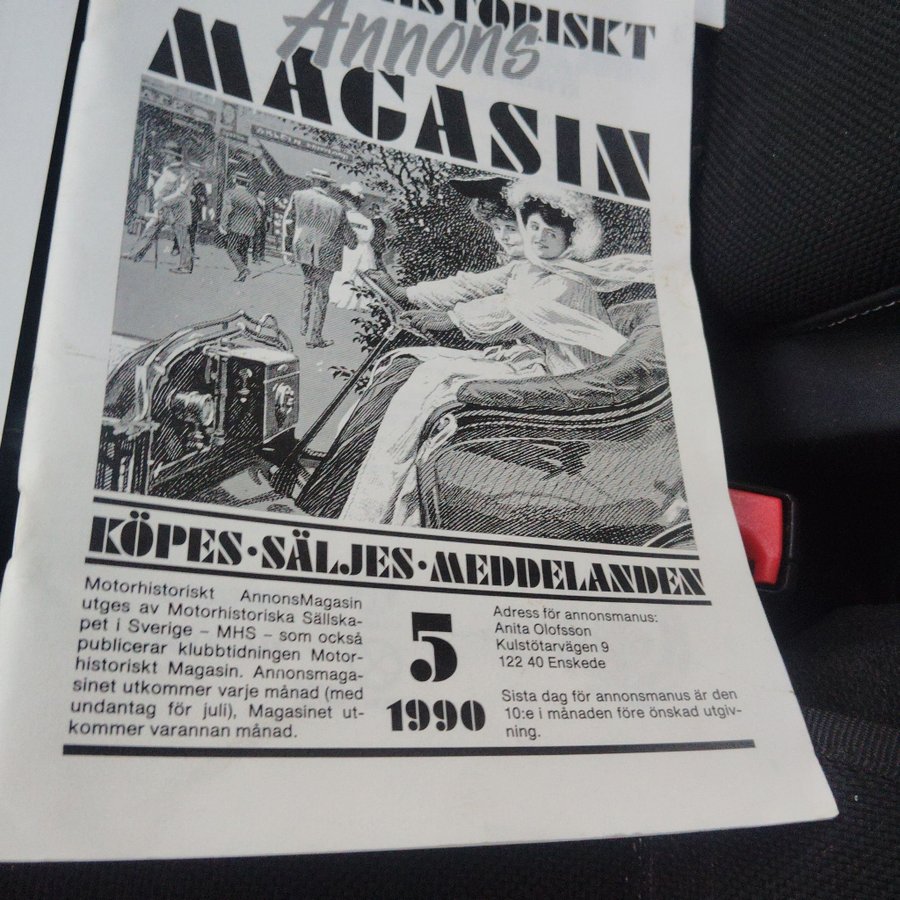 HISTORISKT
Annons
MAGASIN
KÖPES·SÄLJES·MEDDELANDEN
Motorhistoriskt AnnonsMagasin
utges av Motorhistoriska Sällska-
pet i Sverige – MHS – som också
publicerar klubbtidningen Motor-
historiskt Magasin. Annonsmaga-
sinet utkommer varje månad (med
undantag för juli), Magasinet ut-
kommer varannan månad.
5
1990
Adress för annonsmanus:
Anita Olofsson
Kulstötarvägen 9
122 40 Enskede
Sista dag för annonsmanus är den
10:e i månaden före önskad utgiv-
ning.